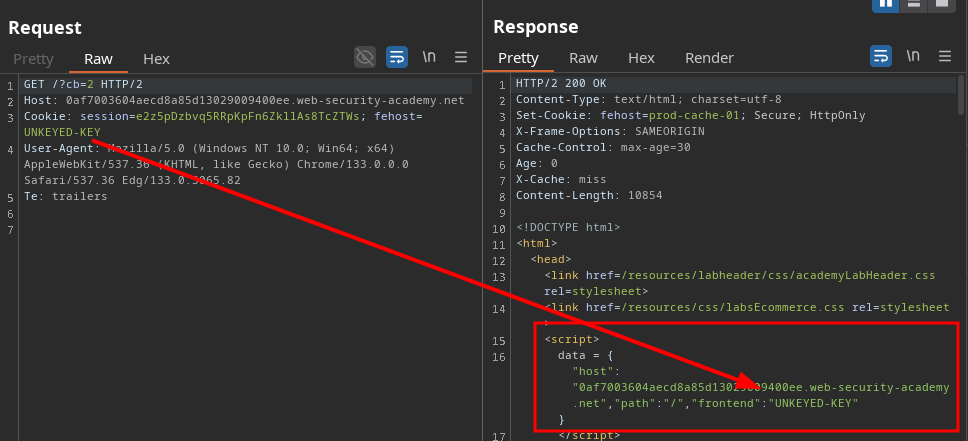 Request
Pretty Raw Hex \n
1 GET /?cb=2 HTTP/2
2 Host: 0af7003604aecd8a85d13029009400ee.web-security-academy.net
3 Cookie: session=e2z5pDzbvq5RRpKpFn6ZkllAs8TcZTWs; fehost=
UNKEYED-KEY
4 User-Agent: Mozilla/5.0 (Windows NT 10.0; Win64; x64)
AppleWebKit/537.36 (KHTML, like Gecko) Chrome/133.0.0.0
Safari/537.36 Edg/133.0.3065.82
5 Te: trailers
6
7
Response
Pretty Raw Hex Render \n
1 HTTP/2 200 OK
2 Content-Type: text/html; charset=utf-8
3 Set-Cookie: fehost=prod-cache-01; Secure; HttpOnly
4 X-Frame-Options: SAMEORIGIN
5 Cache-Control: max-age=30
6 Age: 0
7 X-Cache: miss
8 Content-Length: 10854
9
10 <!DOCTYPE html>
11 <html>
12 <head>
13 <link href=/resources/labheader/css/academyLabHeader.css
rel=stylesheet>
14 <link href=/resources/css/labsEcommerce.css rel=stylesheet
>
15 <script>
16 data = {
"host":
"0af7003604aecd8a85d13029009400ee.web-security-academy
.net","path":"/","frontend":"UNKEYED-KEY"
}
17 </script>